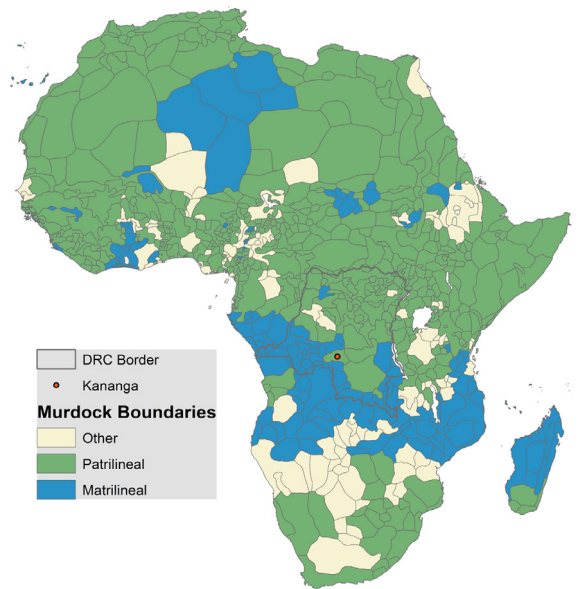 DRC Border
Kananga
Murdock Boundaries
Other
Patrilineal
Matrilineal